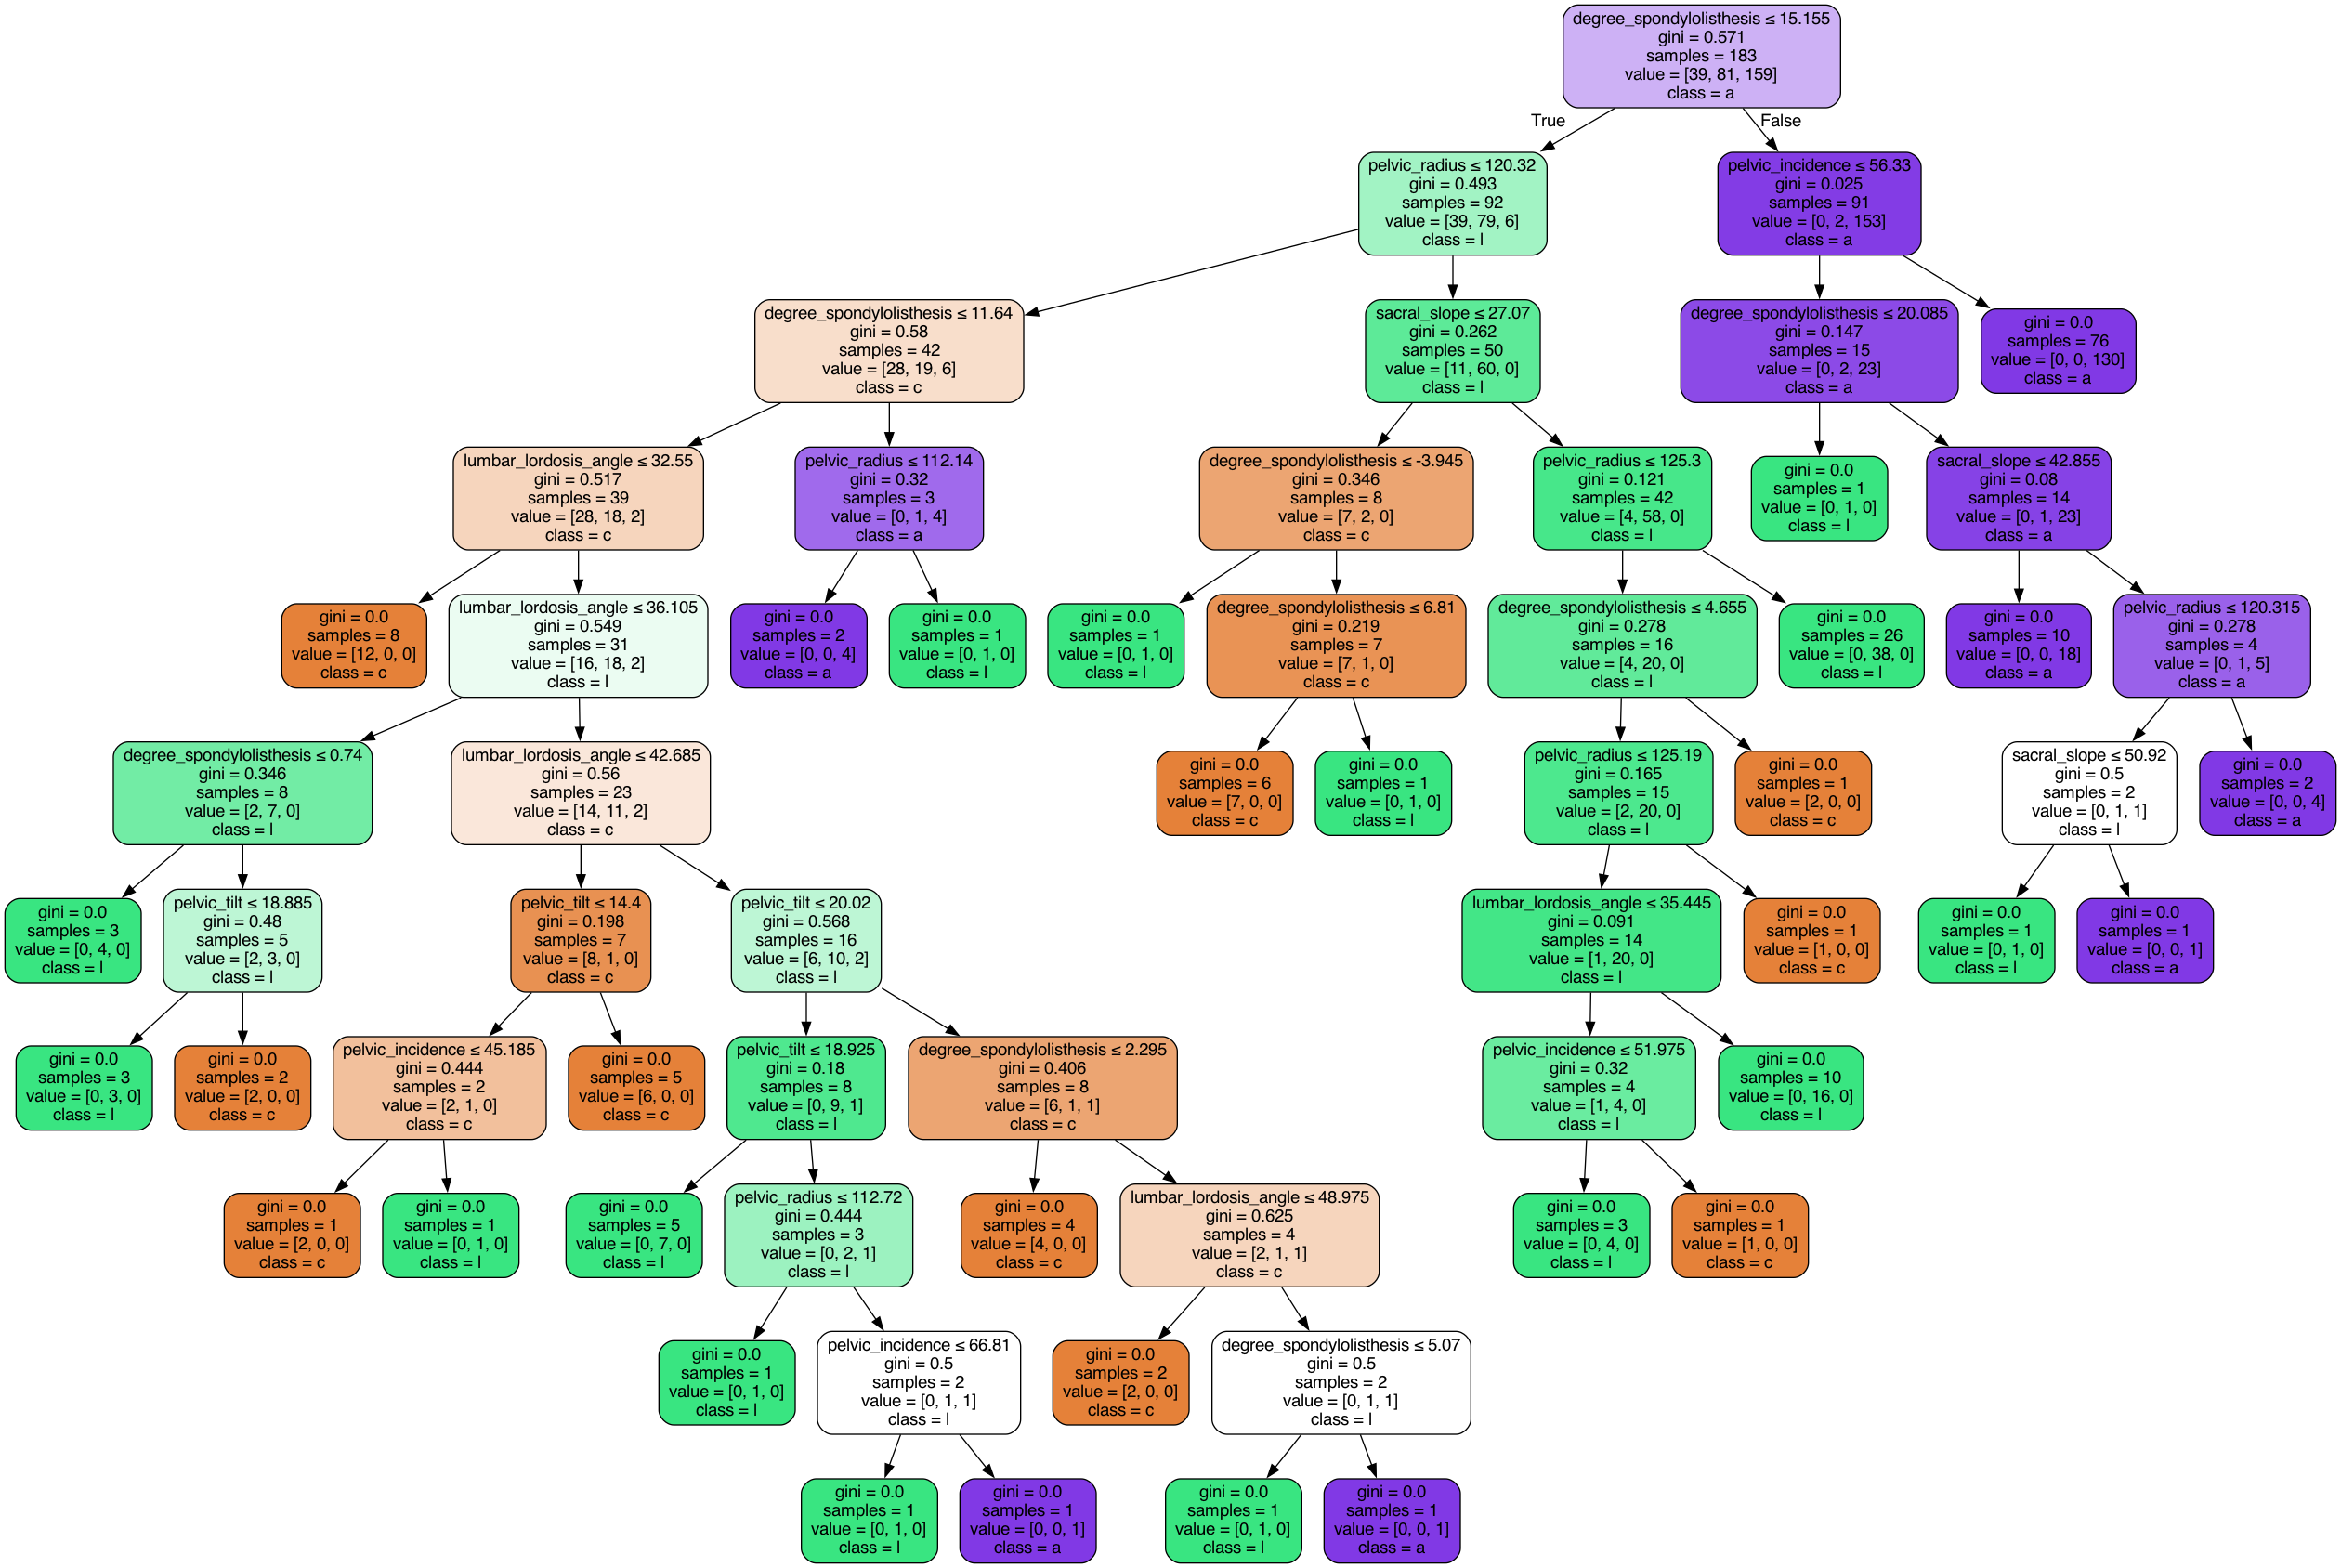 degree_spondylolisthesis ≤ 15.155
gini = 0.571
samples = 183
value = [39, 81, 159]
class = a
True
False
pelvic_radius ≤ 120.32
gini = 0.493
samples = 92
value = [39, 79, 6]
class = l
pelvic_incidence ≤ 56.33
gini = 0.025
samples = 91
value = [0, 2, 153]
class = a
degree_spondylolisthesis ≤ 11.64
gini = 0.58
samples = 42
value = [28, 19, 6]
class = c
sacral_slope ≤ 27.07
gini = 0.262
samples = 50
value = [11, 60, 0]
class = l
degree_spondylolisthesis ≤ 20.085
gini = 0.147
samples = 15
value = [0, 2, 23]
class = a
gini = 0.0
samples = 76
value = [0, 0, 130]
class = a
lumbar_lordosis_angle ≤ 32.55
gini = 0.517
samples = 39
value = [28, 18, 2]
class = c
pelvic_radius ≤ 112.14
gini = 0.32
samples = 3
value = [0, 1, 4]
class = a
degree_spondylolisthesis ≤ -3.945
gini = 0.346
samples = 8
value = [7, 2, 0]
class = c
pelvic_radius ≤ 125.3
gini = 0.121
samples = 42
value = [4, 58, 0]
class = l
gini = 0.0
samples = 1
value = [0, 1, 0]
class = l
sacral_slope ≤ 42.855
gini = 0.08
samples = 14
value = [0, 1, 23]
class = a
gini = 0.0
samples = 8
value = [12, 0, 0]
class = c
lumbar_lordosis_angle ≤ 36.105
gini = 0.549
samples = 31
value = [16, 18, 2]
class = l
gini = 0.0
samples = 2
value = [0, 0, 4]
class = a
gini = 0.0
samples = 1
value = [0, 1, 0]
class = l
gini = 0.0
samples = 1
value = [0, 1, 0]
class = l
degree_spondylolisthesis ≤ 6.81
gini = 0.219
samples = 7
value = [7, 1, 0]
class = c
degree_spondylolisthesis ≤ 4.655
gini = 0.278
samples = 16
value = [4, 20, 0]
class = l
gini = 0.0
samples = 26
value = [0, 38, 0]
class = l
gini = 0.0
samples = 10
value = [0, 0, 18]
class = a
pelvic_radius ≤ 120.315
gini = 0.278
samples = 4
value = [0, 1, 5]
class = a
degree_spondylolisthesis ≤ 0.74
gini = 0.346
samples = 8
value = [2, 7, 0]
class = l
lumbar_lordosis_angle ≤ 42.685
gini = 0.56
samples = 23
value = [14, 11, 2]
class = c
gini = 0.0
samples = 6
value = [7, 0, 0]
class = c
gini = 0.0
samples = 1
value = [0, 1, 0]
class = l
pelvic_radius ≤ 125.19
gini = 0.165
samples = 15
value = [2, 20, 0]
class = l
gini = 0.0
samples = 1
value = [2, 0, 0]
class = c
sacral_slope ≤ 50.92
gini = 0.5
samples = 2
value = [0, 1, 1]
class = l
gini = 0.0
samples = 2
value = [0, 0, 4]
class = a
gini = 0.0
samples = 3
value = [0, 4, 0]
class = l
pelvic_tilt ≤ 18.885
gini = 0.48
samples = 5
value = [2, 3, 0]
class = l
pelvic_tilt ≤ 14.4
gini = 0.198
samples = 7
value = [8, 1, 0]
class = c
pelvic_tilt ≤ 20.02
gini = 0.568
samples = 16
value = [6, 10, 2]
class = l
lumbar_lordosis_angle ≤ 35.445
gini = 0.091
samples = 14
value = [1, 20, 0]
class = l
gini = 0.0
samples = 1
value = [1, 0, 0]
class = c
gini = 0.0
samples = 1
value = [0, 1, 0]
class = l
gini = 0.0
samples = 1
value = [0, 0, 1]
class = a
gini = 0.0
samples = 3
value = [0, 3, 0]
class = l
gini = 0.0
samples = 2
value = [2, 0, 0]
class = c
pelvic_incidence ≤ 45.185
gini = 0.444
samples = 2
value = [2, 1, 0]
class = c
gini = 0.0
samples = 5
value = [6, 0, 0]
class = c
pelvic_tilt ≤ 18.925
gini = 0.18
samples = 8
value = [0, 9, 1]
class = l
degree_spondylolisthesis ≤ 2.295
gini = 0.406
samples = 8
value = [6, 1, 1]
class = c
pelvic_incidence ≤ 51.975
gini = 0.32
samples = 4
value = [1, 4, 0]
class = l
gini = 0.0
samples = 10
value = [0, 16, 0]
class = l
gini = 0.0
samples = 1
value = [2, 0, 0]
class = c
gini = 0.0
samples = 1
value = [0, 1, 0]
class = l
gini = 0.0
samples = 5
value = [0, 7, 0]
class = l
pelvic_radius ≤ 112.72
gini = 0.444
samples = 3
value = [0, 2, 1]
class = l
gini = 0.0
samples = 4
value = [4, 0, 0]
class = c
lumbar_lordosis_angle ≤ 48.975
gini = 0.625
samples = 4
value = [2, 1, 1]
class = c
gini = 0.0
samples = 3
value = [0, 4, 0]
class = l
gini = 0.0
samples = 1
value = [1, 0, 0]
class = c
gini = 0.0
samples = 1
value = [0, 1, 0]
class = l
pelvic_incidence ≤ 66.81
gini = 0.5
samples = 2
value = [0, 1, 1]
class = l
gini = 0.0
samples = 2
value = [2, 0, 0]
class = c
degree_spondylolisthesis ≤ 5.07
gini = 0.5
samples = 2
value = [0, 1, 1]
class = l
gini = 0.0
samples = 1
value = [0, 1, 0]
class = l
gini = 0.0
samples = 1
value = [0, 0, 1]
class = a
gini = 0.0
samples = 1
value = [0, 1, 0]
class = l
gini = 0.0
samples = 1
value = [0, 0, 1]
class = a